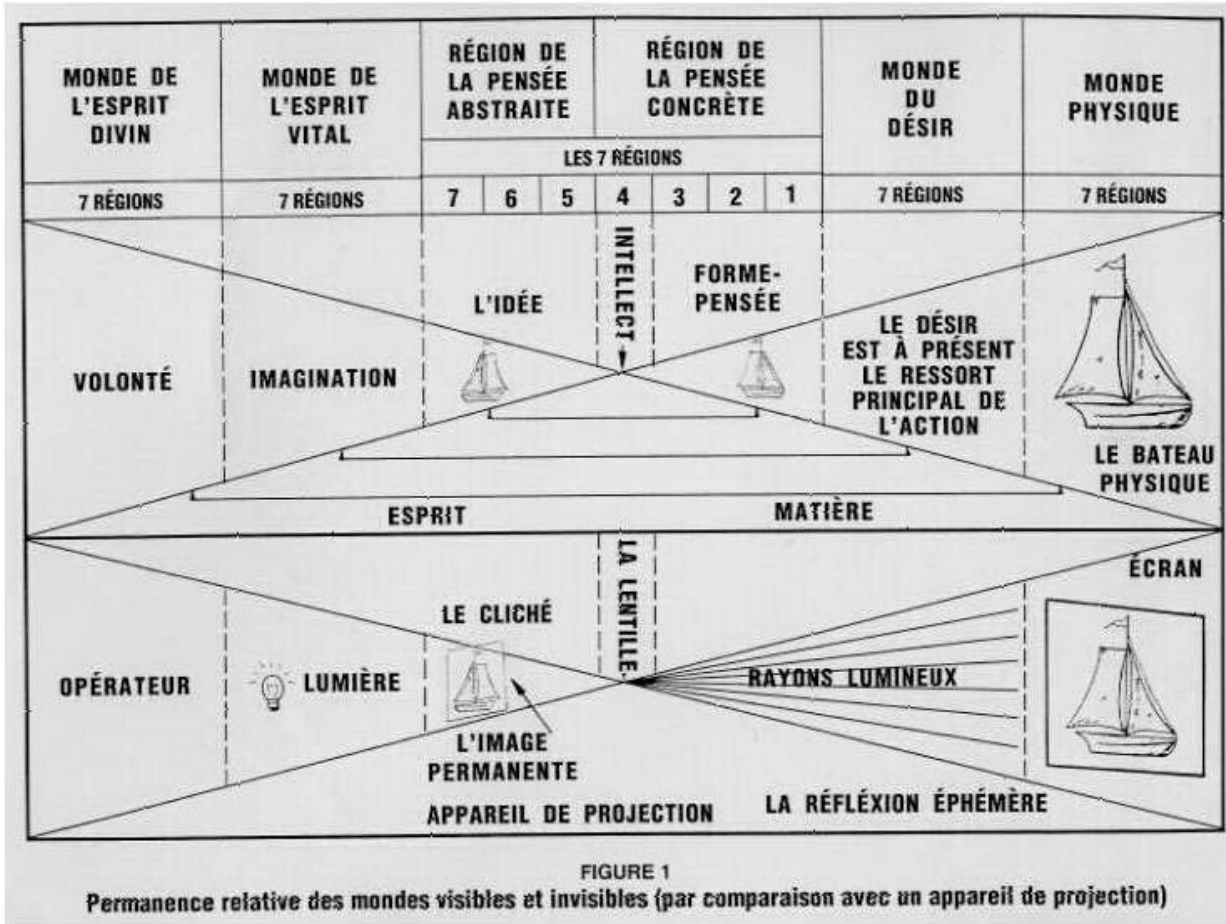 MONDE DE
L'ESPRIT
DIVIN
MONDE DE
L'ESPRIT
VITAL
RÉGION DE
LA PENSÉE
ABSTRAITE
RÉGION DE
LA PENSÉE
CONCRÈTE
MONDE
DU
DÉSIR
MONDE
PHYSIQUE
LES 7 RÉGIONS
7 RÉGIONS
7 RÉGIONS
7 6 5 4 3 2 1
7 RÉGIONS
7 RÉGIONS
VOLONTÉ
IMAGINATION
L'IDÉE
INTELLECT
FORME-
PENSÉE
LE DÉSIR
EST À PRÉSENT
LE RESSORT
PRINCIPAL DE
L'ACTION
LE BATEAU
PHYSIQUE
ESPRIT
MATIÈRE
OPÉRATEUR
LUMIÈRE
LE CLICHÉ
L'IMAGE
PERMANENTE
LA LENTILLE
RAYONS LUMINEUX
ÉCRAN
APPAREIL DE PROJECTION
LA RÉFLÉXION ÉPHÉMÈRE
FIGURE 1
Permanence relative des mondes visibles et invisibles (par comparaison avec un appareil de projection)